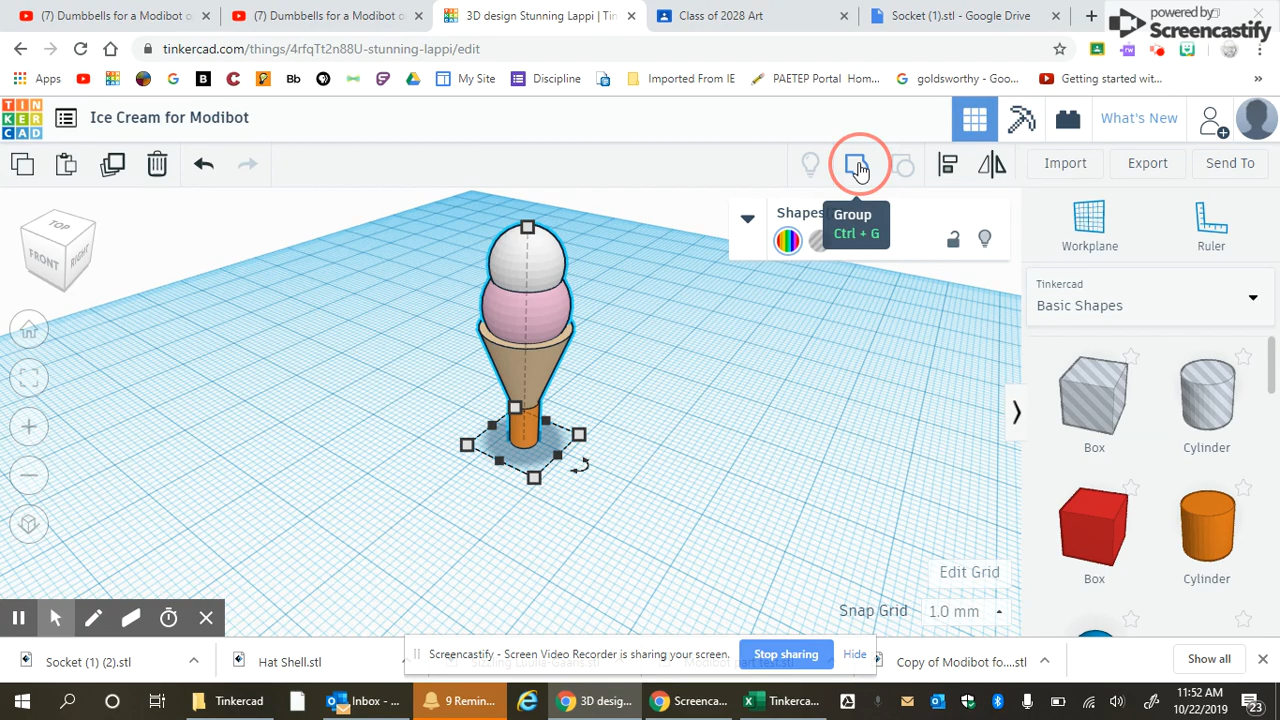 (7) Dumbbells for a Modibot o
(7) Dumbbells for a Modibot c
3D design Stunning Lappi | Tin
Class of 2028 Art
Socket (1).stl - Google Drive
powered by
Screencastify
tinkercad.com/things/4rfqTt2n88U-stunning-lappi/edit
Apps
Bb
My Site
Discipline
Imported From IE
PAETEP Portal Hom...
goldsworthy - Goo...
Getting started wit...
TIN
KER
CAD
Ice Cream for Modibot
What's New
Import
Export
Send To
TOP
FRONT
RIGHT
Shapes
Group
Ctrl + G
Workplane
Ruler
Tinkercad
Basic Shapes
Box
Cylinder
Box
Cylinder
Edit Grid
Snap Grid
1.0 mm
Screencastify - Screen Video Recorder is sharing your screen.
Stop sharing
Hide
Socket (1) (2).stl
Hat Shell.stl
Copy of Modibot fo....stl
Show all
Tinkercad
Inbox - ...
9 Remin...
3D desig...
Screenca...
Tinkerca...
11:52 AM
10/22/2019
23